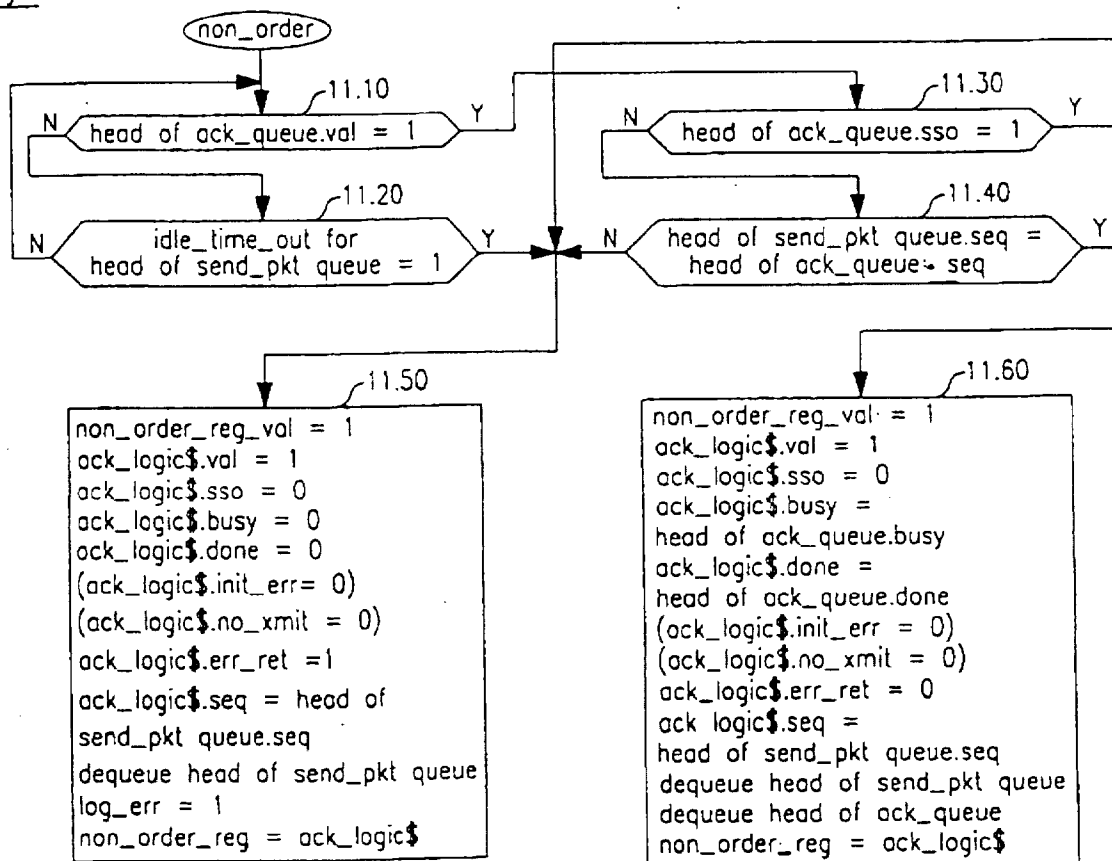 non_order
11.10
N
head of ack_queue.val = 1
Y
11.30
N
head of ack_queue.sso = 1
Y
11.20
N
idle_time_out for
head of send_pkt queue = 1
Y
11.40
N
head of send_pkt queue.seq =
head of ack_queue. seq
Y
11.50
non_order_reg_val = 1
ack_logic$.val = 1
ack_logic$.sso = 0
ack_logic$.busy = 0
ack_logic$.done = 0
(ack_logic$.init_err= 0)
(ack_logic$.no_xmit = 0)
ack_logic$.err_ret =1
ack_logic$.seq = head of
send_pkt queue.seq
dequeue head of send_pkt queue
log_err = 1
non_order_reg = ack_logic$
11.60
non_order_reg_val = 1
ack_logic$.val = 1
ack_logic$.sso = 0
ack_logic$.busy =
head of ack_queue.busy
ack_logic$.done =
head of ack_queue.done
(ack_logic$.init_err = 0)
(ack_logic$.no_xmit = 0)
ack_logic$.err_ret = 0
ack logic$.seq =
head of send_pkt queue.seq
dequeue head of send_pkt queue
dequeue head of ack_queue
non_order_reg = ack_logic$